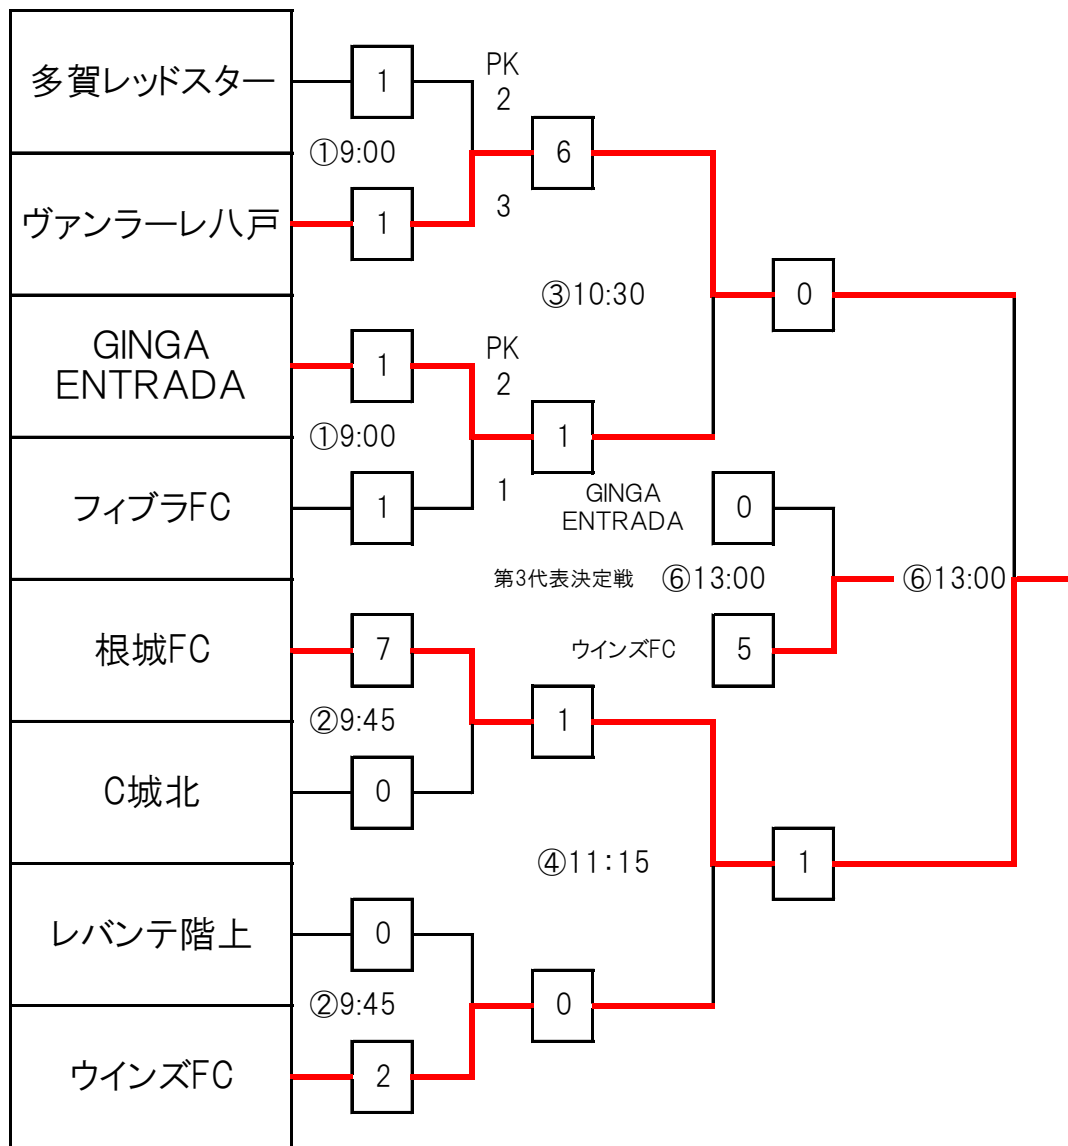 多賀レッドスター
1
PK
2
①9:00
6
ヴァンラーレ八戸
1
3
③10:30
0
GINGA
ENTRADA
1
PK
2
①9:00
1
フィブラFC
1
1
GINGA
ENTRADA
0
第3代表決定戦
⑥13:00
⑥13:00
根城FC
7
ウインズFC
5
②9:45
1
C城北
0
④11:15
1
レバンテ階上
0
②9:45
0
ウインズFC
2